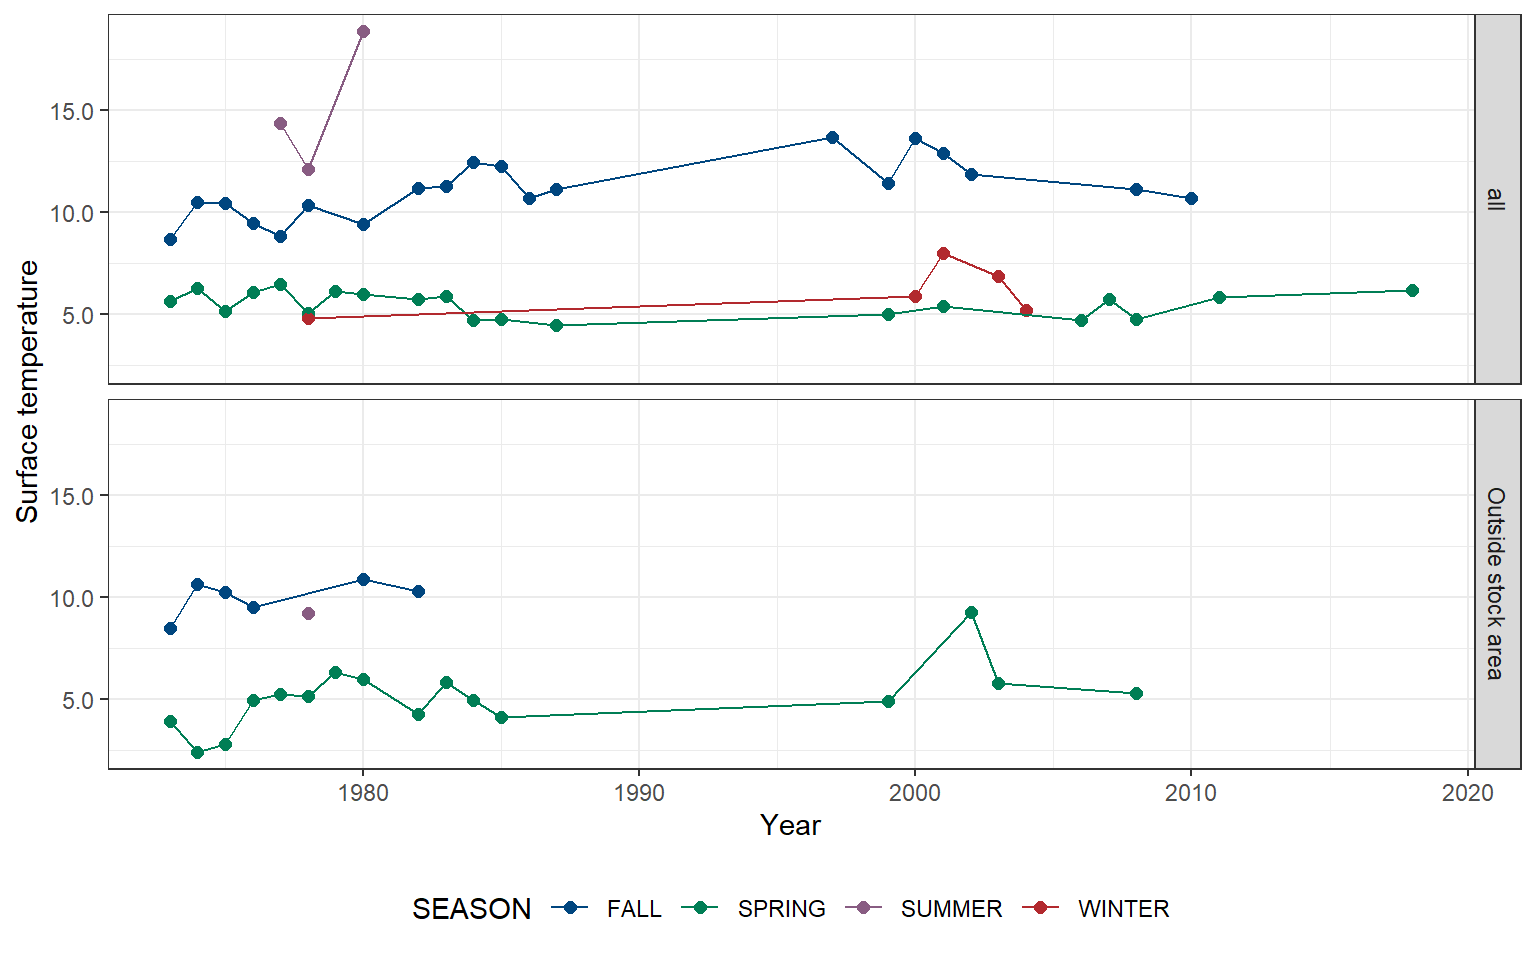 Surface temperature
15.0
10.0
5.0
all
15.0
10.0
5.0
Outside stock area
1980 1990 2000 2010 2020
Year
SEASON FALL SPRING SUMMER WINTER